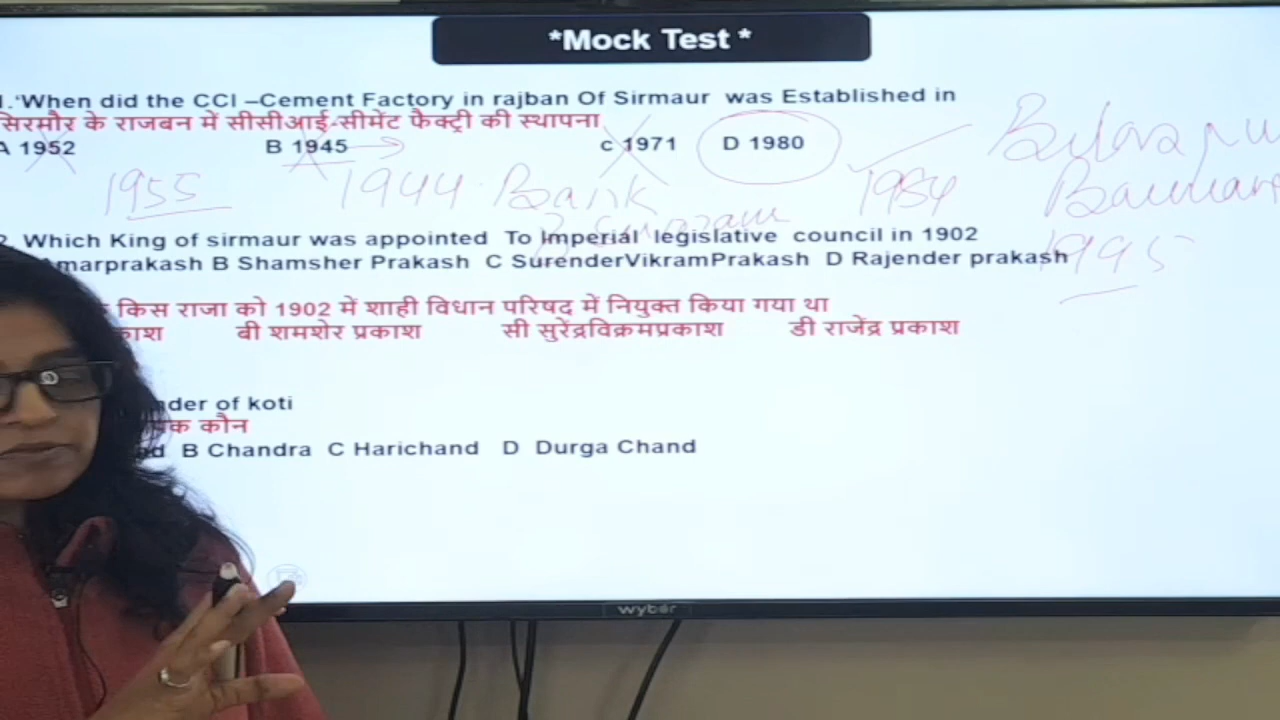 *Mock Test *
1.‘When did the CCI –Cement Factory in rajban Of Sirmaur was Established in
सिरमौर के राजबन में सीसीआई-सीमेंट फैक्ट्री की स्थापना
A 1952 B 1945 c 1971 D 1980
1955 1944 Bank 1984
2. Which King of sirmaur was appointed To Imperial legislative council in 1902
Amarprakash B Shamsher Prakash C SurenderVikramPrakash D Rajender prakash
1995
किस राजा को 1902 में शाही विधान परिषद में नियुक्त किया गया था
बी शमशेर प्रकाश सी सुरेंद्रविक्रमप्रकाश डी राजेंद्र प्रकाश
of koti
कौन
B Chandra C Harichand D Durga Chand
wybor